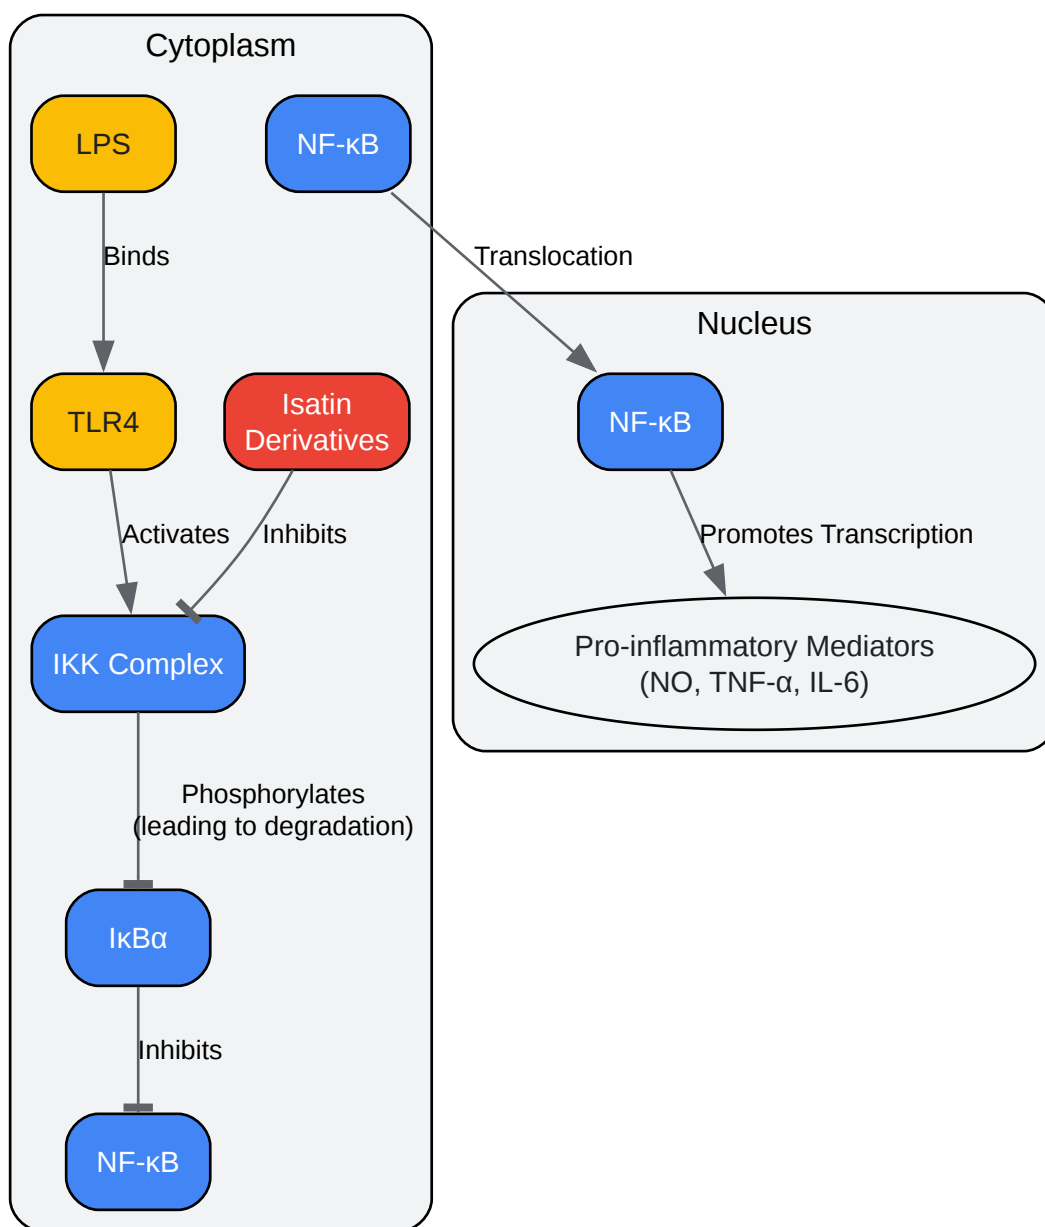 Cytoplasm
LPS
NF-κB
Binds
Translocation
Nucleus
TLR4
Isatin
Derivatives
NF-κB
Activates
Inhibits
Promotes Transcription
IKK Complex
Pro-inflammatory Mediators
(NO, TNF-α, IL-6)
Phosphorylates
(leading to degradation)
IκBα
Inhibits
NF-κB